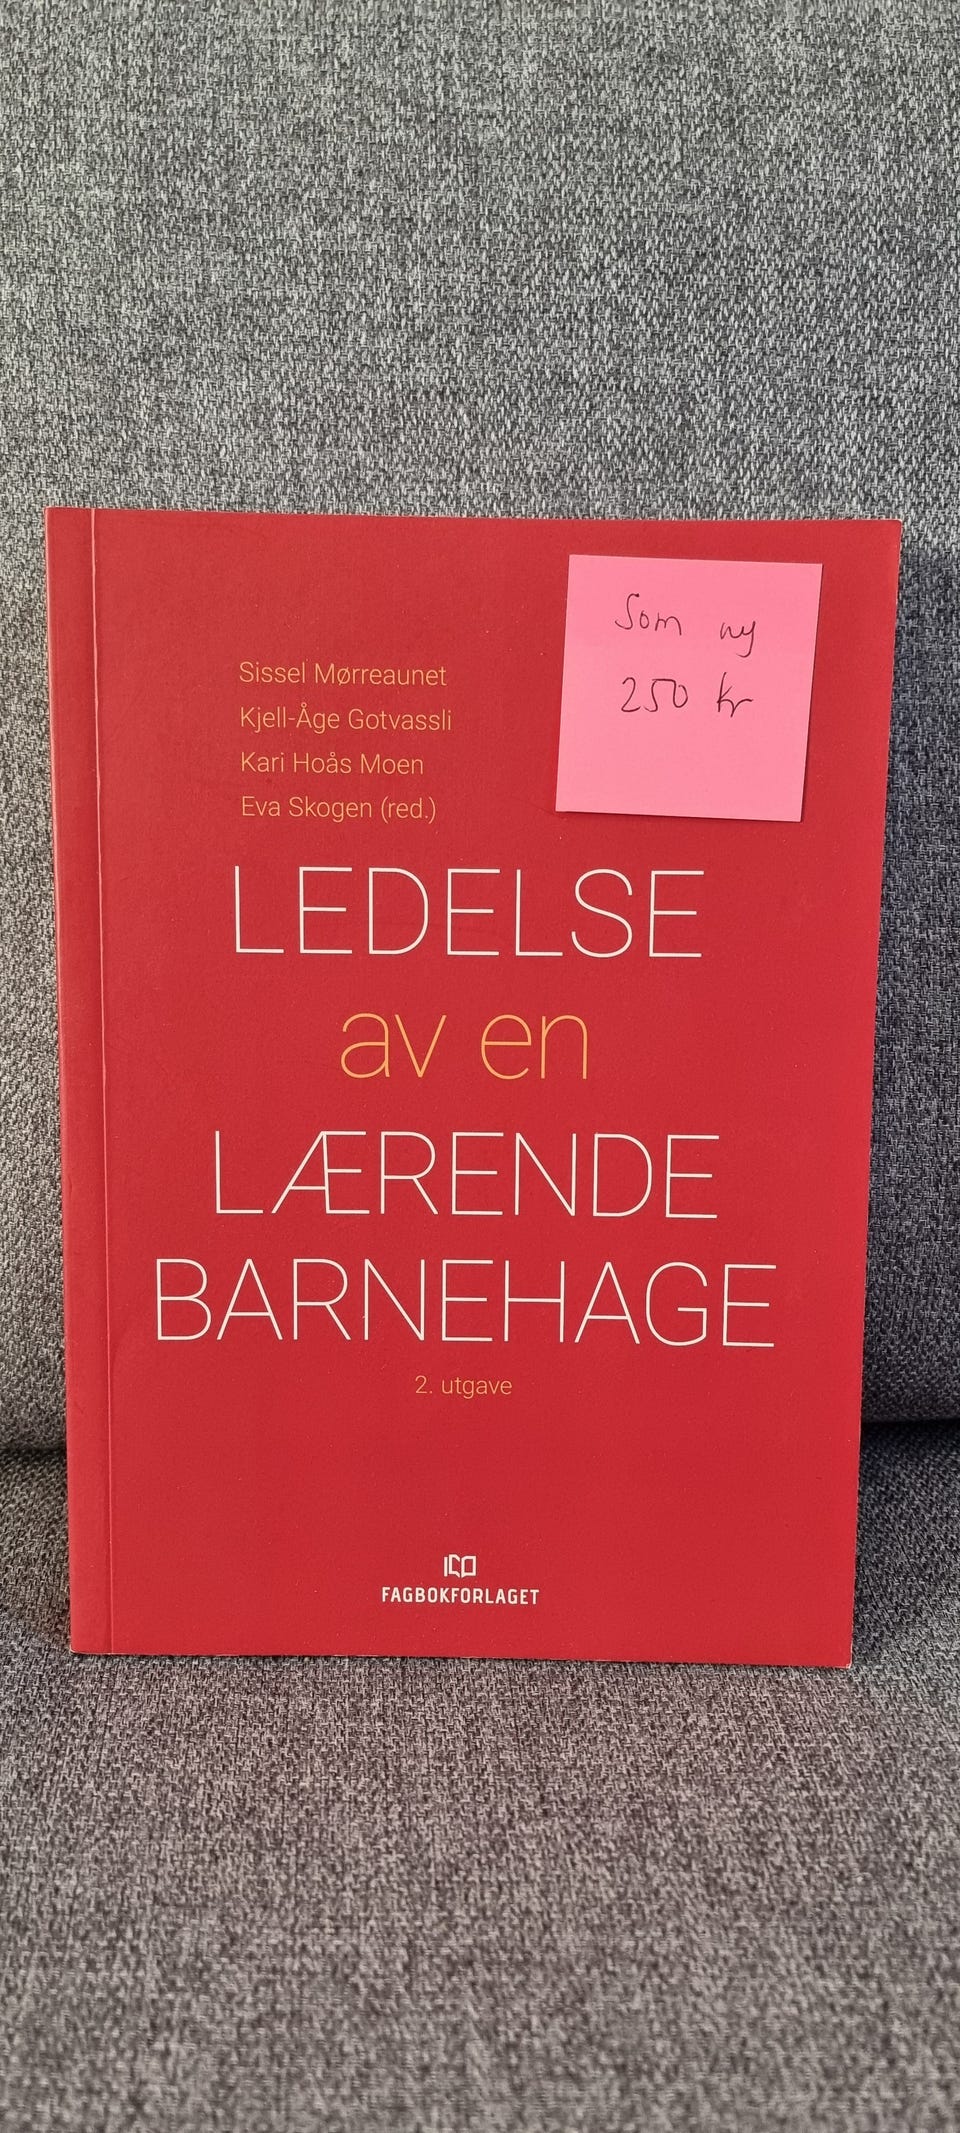 Som ny
250 kr
Sissel Mørreaunet
Kjell-Åge Gotvassli
Kari Hoås Moen
Eva Skogen (red.)
LEDELSE
av en
LÆRENDE
BARNEHAGE
2. utgave
FAGBOKFORLAGET